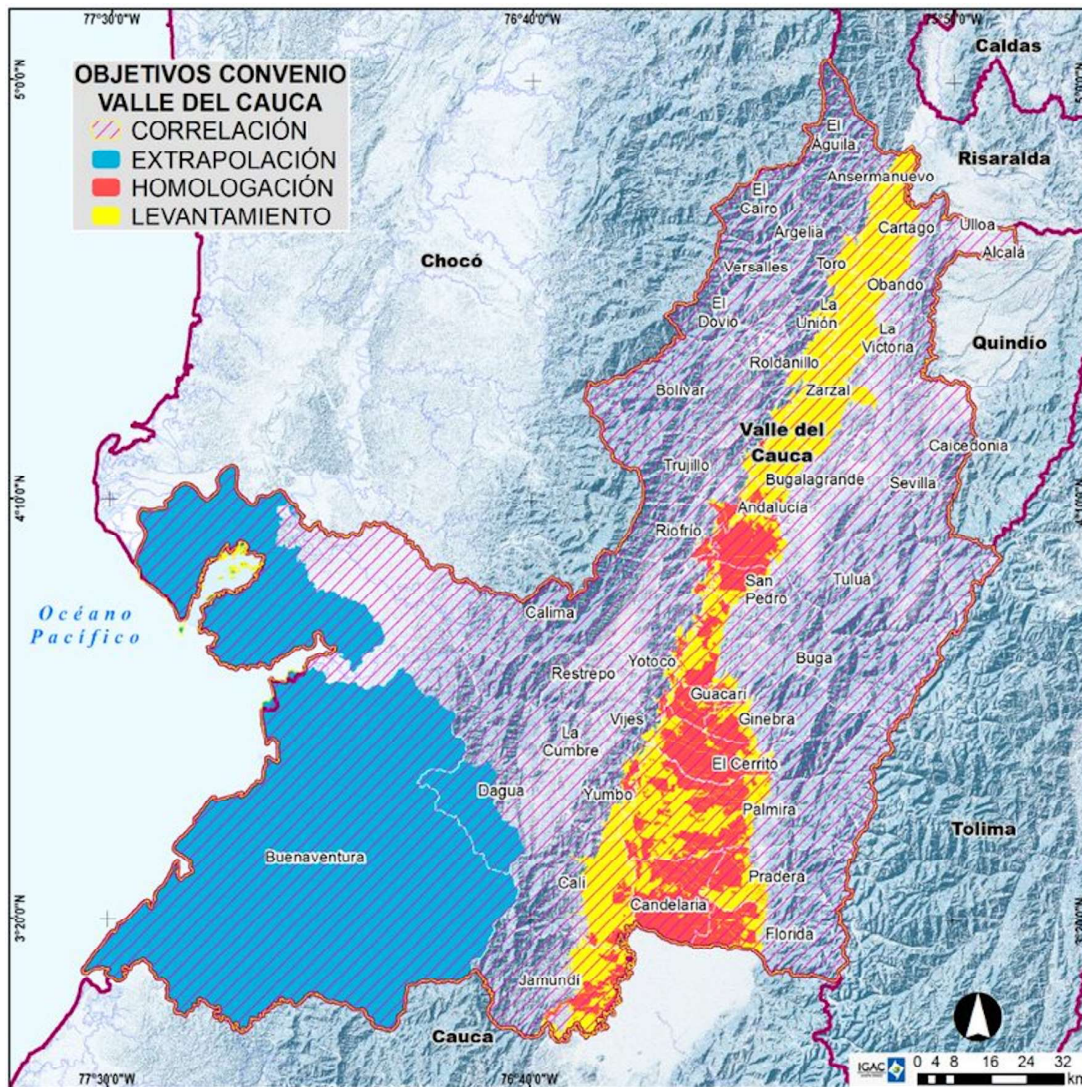 77°30'0"W
76°40'0"W
75°50'0"W
OBJETIVOS CONVENIO
VALLE DEL CAUCA
CORRELACIÓN
EXTRAPOLACIÓN
HOMOLOGACIÓN
LEVANTAMIENTO
Caldas
5°0'0"N
El
Águila
Risaralda
Ansermanuevo
El
Cairo
Argelia
Cartago
Ulloa
Alcalá
Chocó
Versalles
Toro
Obando
El
Dovio
La
Unión
La
Victoria
Quindío
Roldanillo
Bolívar
Zarzal
Valle del
Cauca
Caicedonia
Trujillo
Bugalagrande
Sevilla
4°10'0"N
Andalucía
Riofrío
San
Pedro
Tuluá
Océano
Pacífico
Calima
Restrepo
Yotoco
Buga
Guacarí
Vijes
Ginebra
La
Cumbre
El Cerrito
Dagua
Yumbo
Palmira
Tolima
Buenaventura
Cali
Pradera
Candelaria
3°20'0"N
Florida
Jamundí
Cauca
IGAC
0 4 8 16 24 32
km
77°30'0"W
76°40'0"W